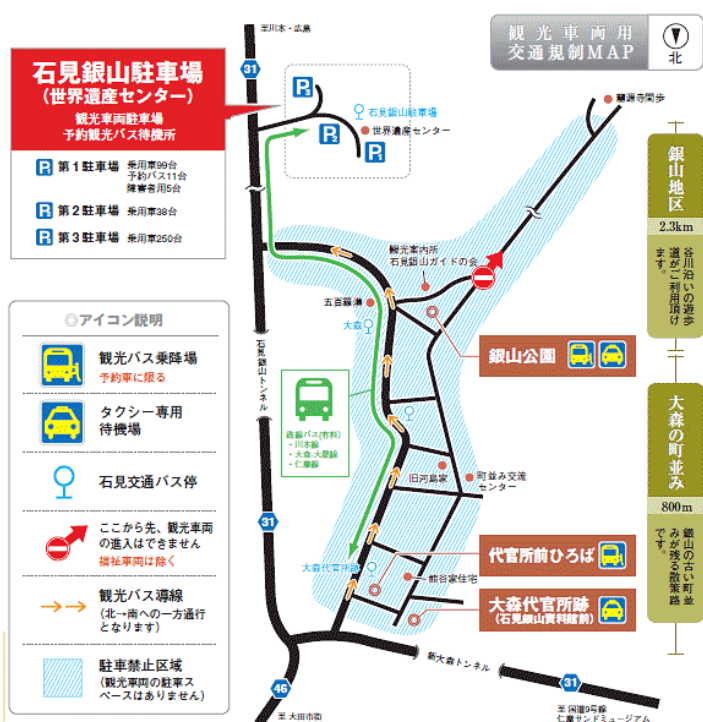 至川本・広島
観光車両用
交通規制MAP
北
31
石見銀山駐車場
(世界遺産センター)
観光車両駐車場
予約観光バス待機所
P1 第1駐車場 乗用車99台
予約バス11台
障害者用5台
第2駐車場 乗用車38台
第3駐車場 乗用車250台
P3
P2
P1
石見銀山駐車場
世界遺産センター
龍源寺間歩
銀山地区
2.3km
谷川沿いの遊歩
道がご利用頂け
ます。
観光案内所
石見銀山ガイドの会
五百羅漢
大森
銀山公園
◎アイコン説明
観光バス乗降場
予約車に限る
タクシー専用
待機場
石見交通バス停
ここから先、観光車両
の進入はできません
福祉車両は除く
観光バス導線
(北→南への一方通行
となります)
駐車禁止区域
(観光車両の駐車ス
ペースはありません)
石見銀山トンネル
路線バス(有料)
・川本線
・大森・大屋線
・仁摩線
旧河島家
町並み交流
センター
大森の町並み
800m
銀山の古い町並
みが残る散策路
です。
31
大森代官所跡
代官所前ひろば
熊谷家住宅
大森代官所跡
(石見銀山資料館前)
新大森トンネル
31
46
至 大田市街
至 国道9号線
仁摩サンドミュージアム